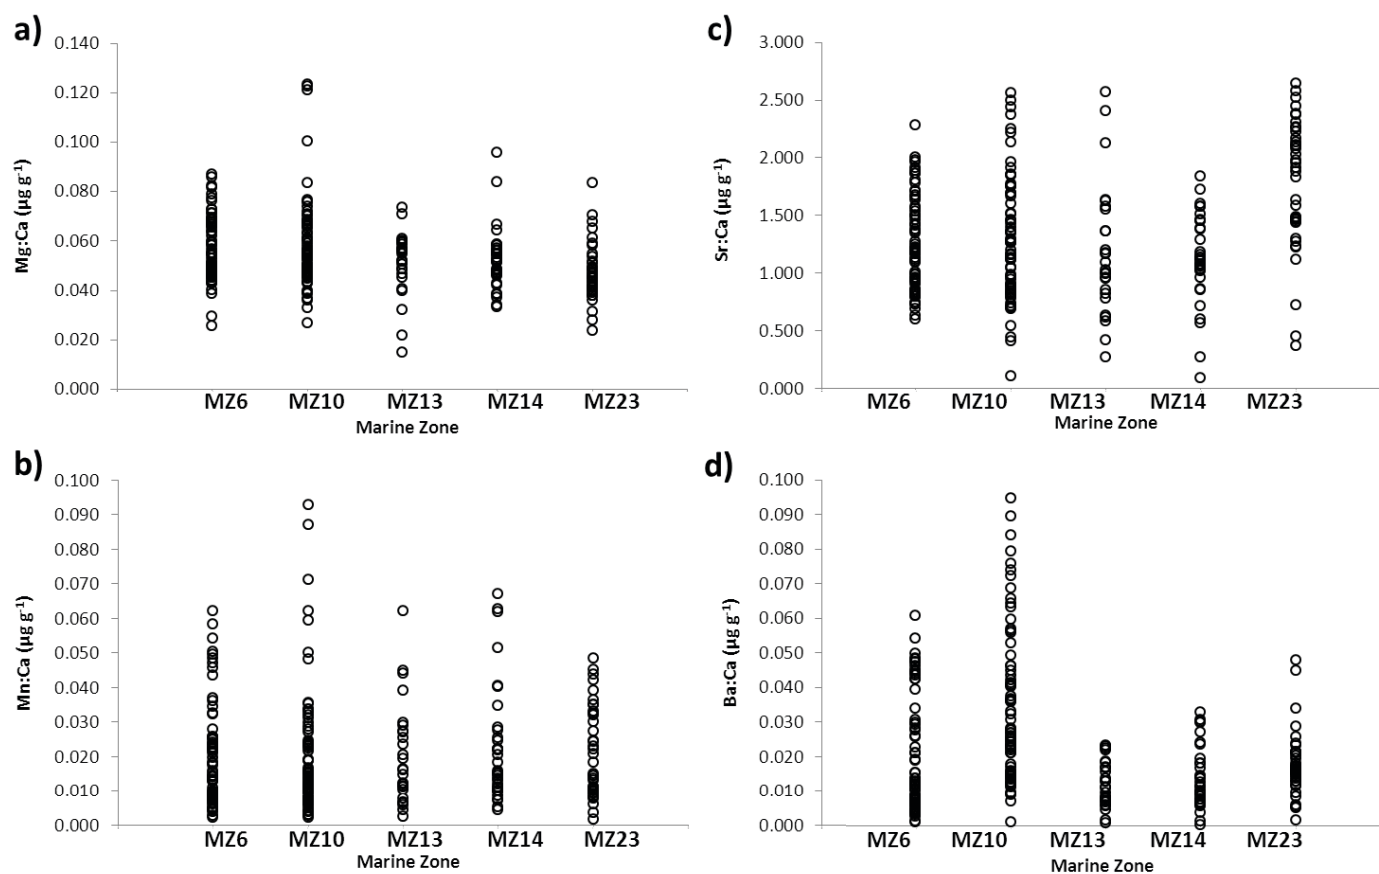 a)
0.140
0.120
0.100
0.080
0.060
0.040
0.020
0.000
Mg:Ca (µg g-1)
MZ6 MZ10 MZ13 MZ14 MZ23
Marine Zone
c)
3.000
2.500
2.000
1.500
1.000
0.500
0.000
Sr:Ca (µg g-1)
MZ6 MZ10 MZ13 MZ14 MZ23
Marine Zone
b)
0.100
0.090
0.080
0.070
0.060
0.050
0.040
0.030
0.020
0.010
0.000
Mn:Ca (µg g-1)
MZ6 MZ10 MZ13 MZ14 MZ23
Marine Zone
d)
0.100
0.090
0.080
0.070
0.060
0.050
0.040
0.030
0.020
0.010
0.000
Ba:Ca (µg g-1)
MZ6 MZ10 MZ13 MZ14 MZ23
Marine Zone